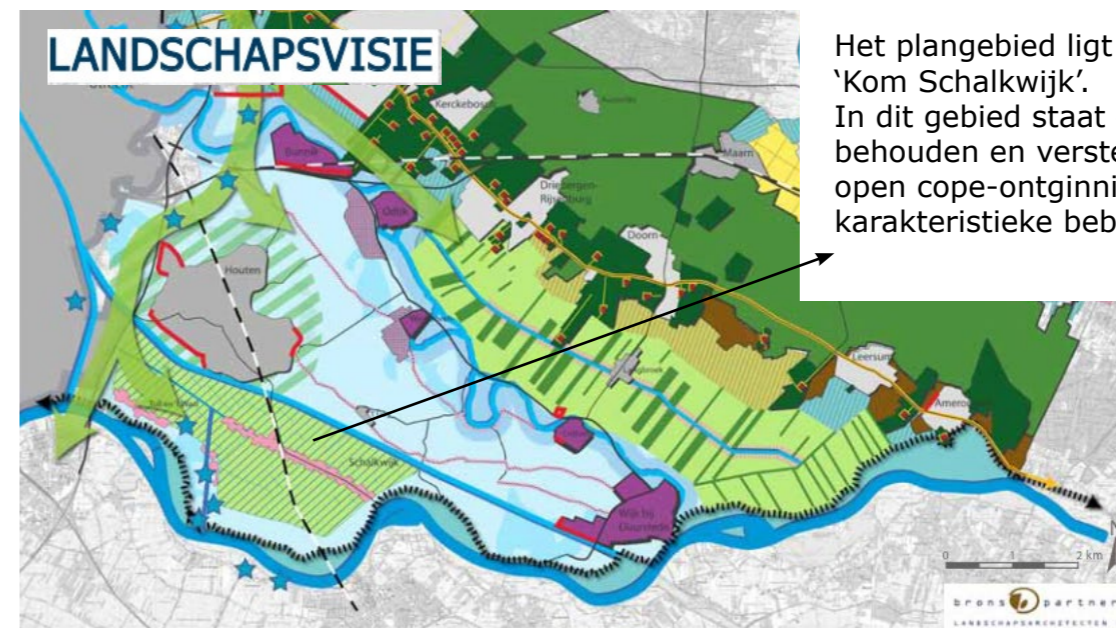 LANDSCHAPSVISIE
Het plangebied ligt
‘Kom Schalkwijk’.
In dit gebied staat
behouden en verste
open cope-ontginni
karakteristieke beb
Kerckebosch
Bunnik
Maarn
Driebergen-
Rijsenburg
Odijk
Doorn
Houten
Leersum
Schalkwijk
Wijk bij
Duurstede
0 1 2 km
brons partner
LANDSCHAPSARCHITECTEN